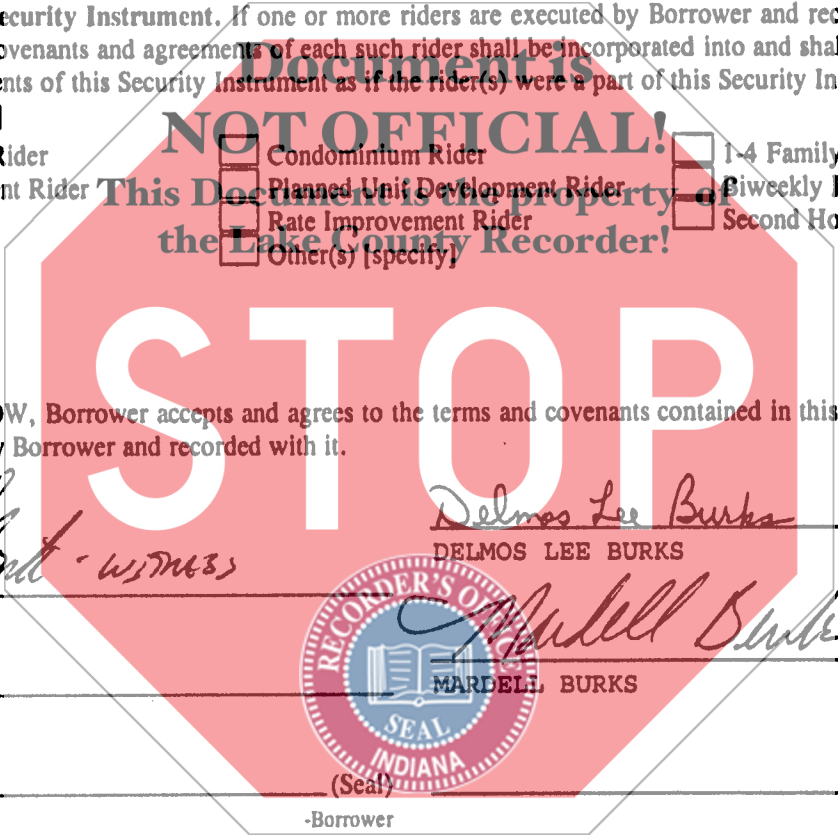 ecurity Instrument. If one or more riders are executed by Borrower and rec
ovenants and agreements of each such rider shall be incorporated into and shal
ents of this Security Instrument as if the rider(s) were a part of this Security In
Document is
NOT OFFICIAL!
This Document is the property of
the Lake County Recorder!
Rider
Condominium Rider
1-4 Family
nt Rider
Planned Unit Development Rider
Biweekly
Rate Improvement Rider
Second Ho
Other(s) [specify]
STOP
OW, Borrower accepts and agrees to the terms and covenants contained in this
y Borrower and recorded with it.
Delmos Lee Burks
DELMOS LEE BURKS
- WITNESS
Mardell Burk
MARDELL BURKS
RECORDER'S OFFICE
SEAL
INDIANA
(Seal)
-Borrower